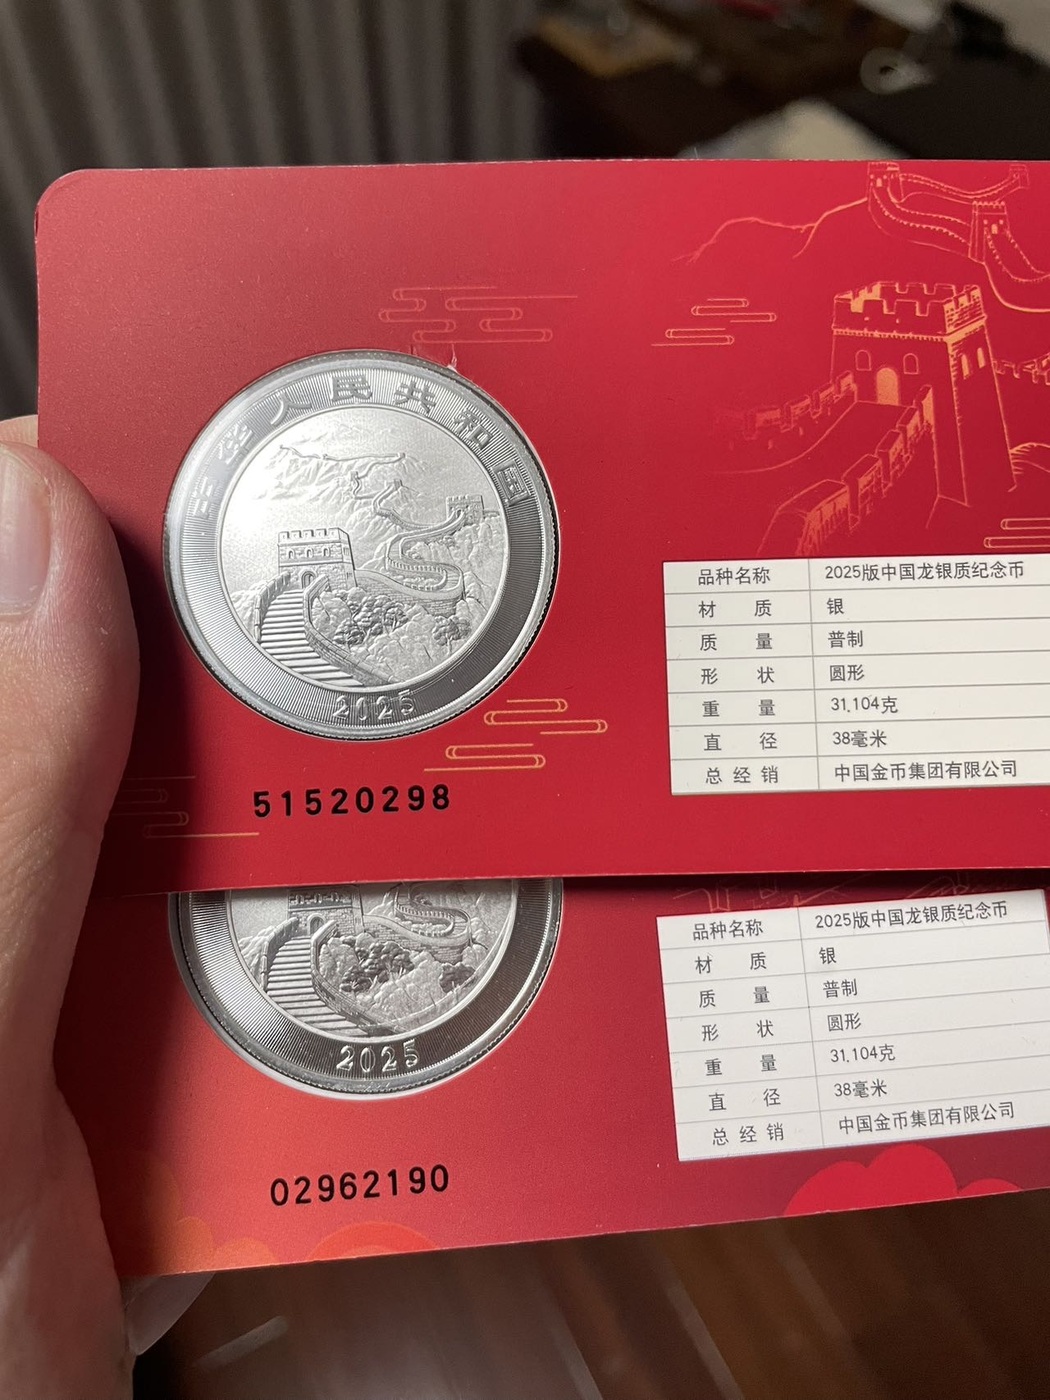 中华人民共和国
2025
51520298
品种名称 2025版中国龙银质纪念币
材 质 银
质 量 普制
形 状 圆形
重 量 31.104克
直 径 38毫米
总 经 销 中国金币集团有限公司
2025
02962190
品种名称 2025版中国龙银质纪念币
材 质 银
质 量 普制
形 状 圆形
重 量 31.104克
直 径 38毫米
总 经 销 中国金币集团有限公司